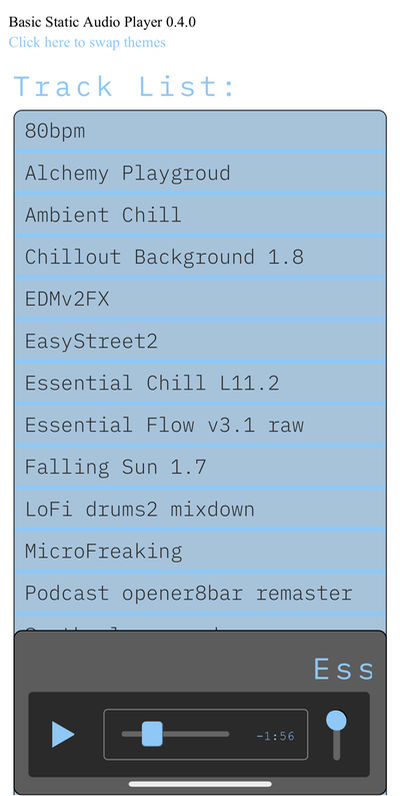 Basic Static Audio Player 0.4.0
Click here to swap themes
Track List:
80bpm
Alchemy Playgroud
Ambient Chill
Chillout Background 1.8
EDMv2FX
EasyStreet2
Essential Chill L11.2
Essential Flow v3.1 raw
Falling Sun 1.7
LoFi drums2 mixdown
MicroFreaking
Podcast opener8bar remaster
Ess
-1:56